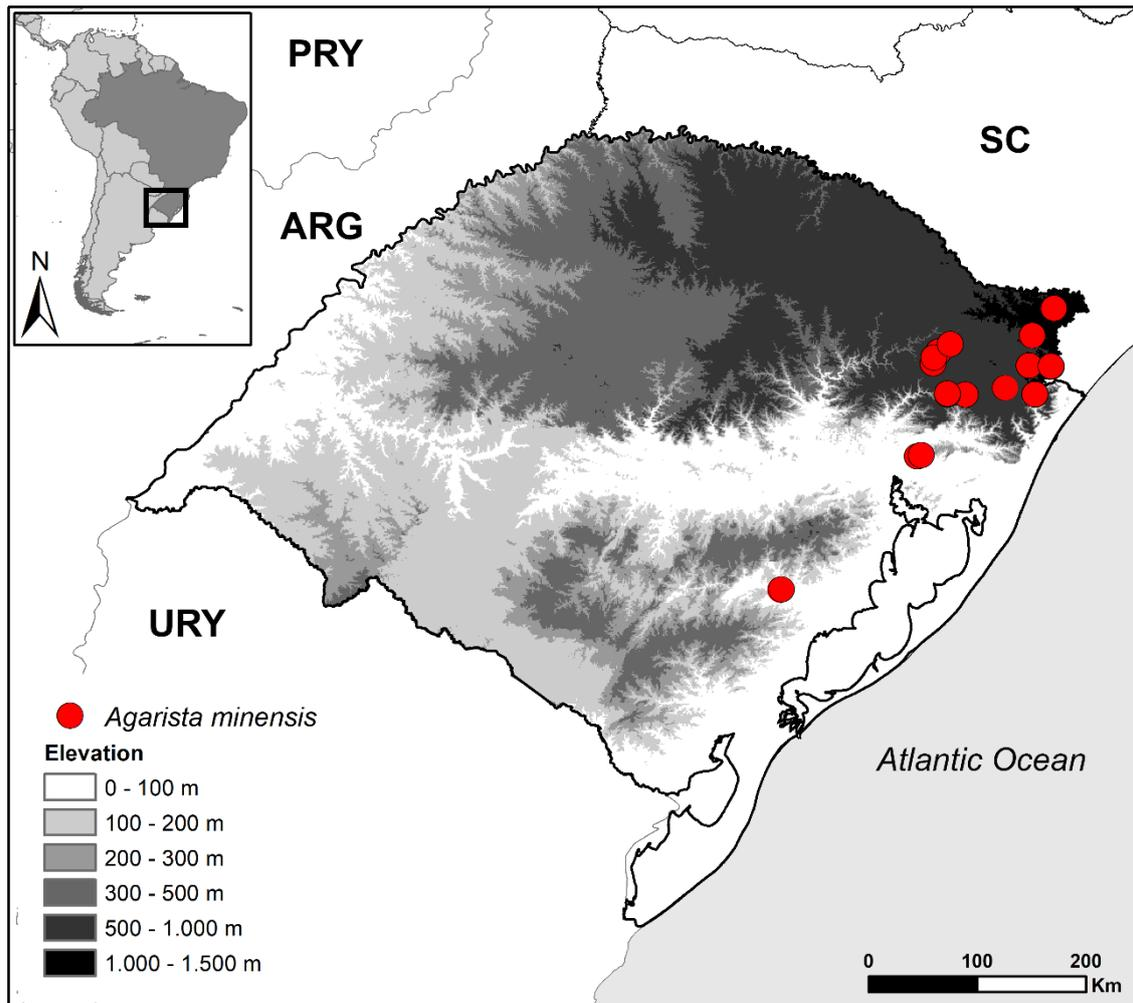 PRY
SC
ARG
N
URY
Agarista minensis
Elevation
0 - 100 m
100 - 200 m
200 - 300 m
300 - 500 m
500 - 1.000 m
1.000 - 1.500 m
Atlantic Ocean
0 100 200
Km